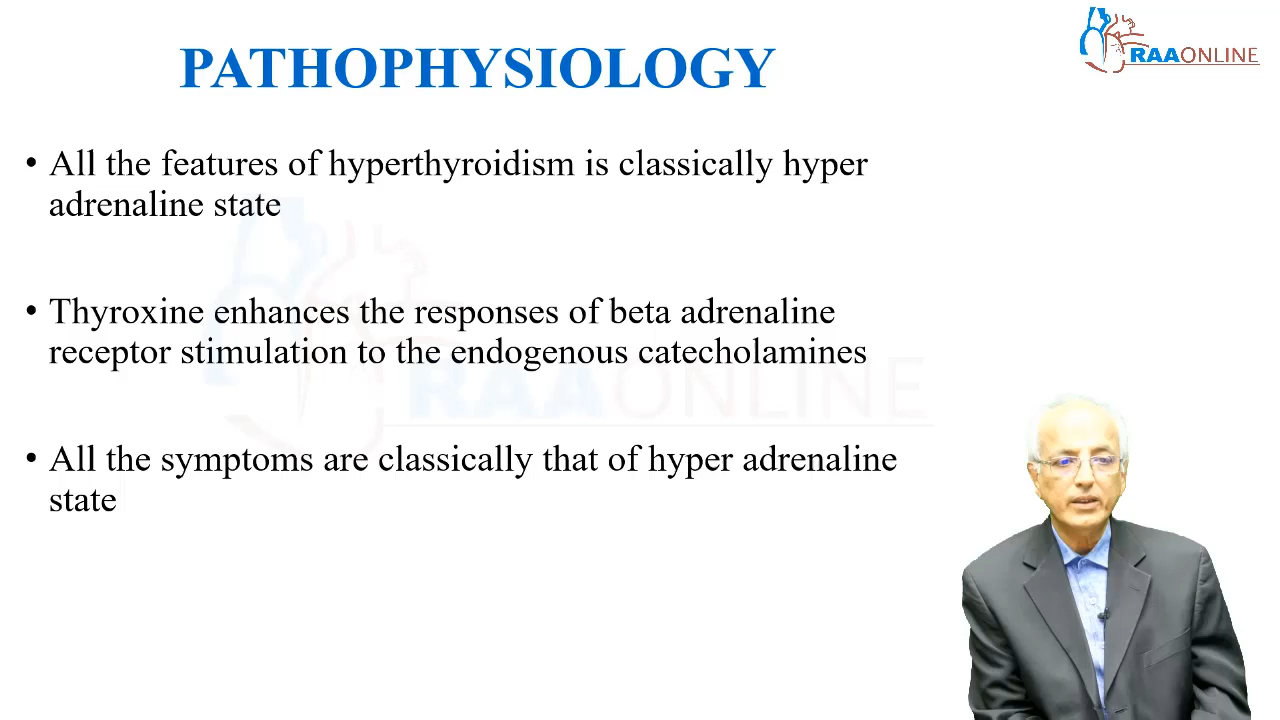 PATHOPHYSIOLOGY
RAAONLINE
• All the features of hyperthyroidism is classically hyper
adrenaline state
• Thyroxine enhances the responses of beta adrenaline
receptor stimulation to the endogenous catecholamines
RAAONLINE
• All the symptoms are classically that of hyper adrenaline
state